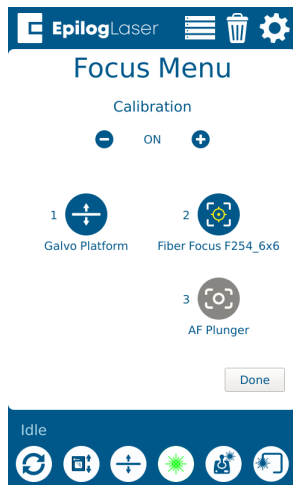 EpilogLaser
Focus Menu
Calibration
ON
1
Galvo Platform
2
Fiber Focus F254_6x6
3
AF Plunger
Done
Idle